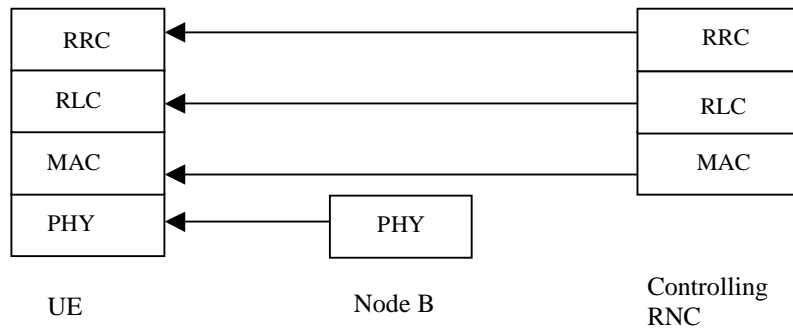 RRC
RRC
RLC
RLC
MAC
MAC
PHY
PHY
UE
Node B
Controlling
RNC